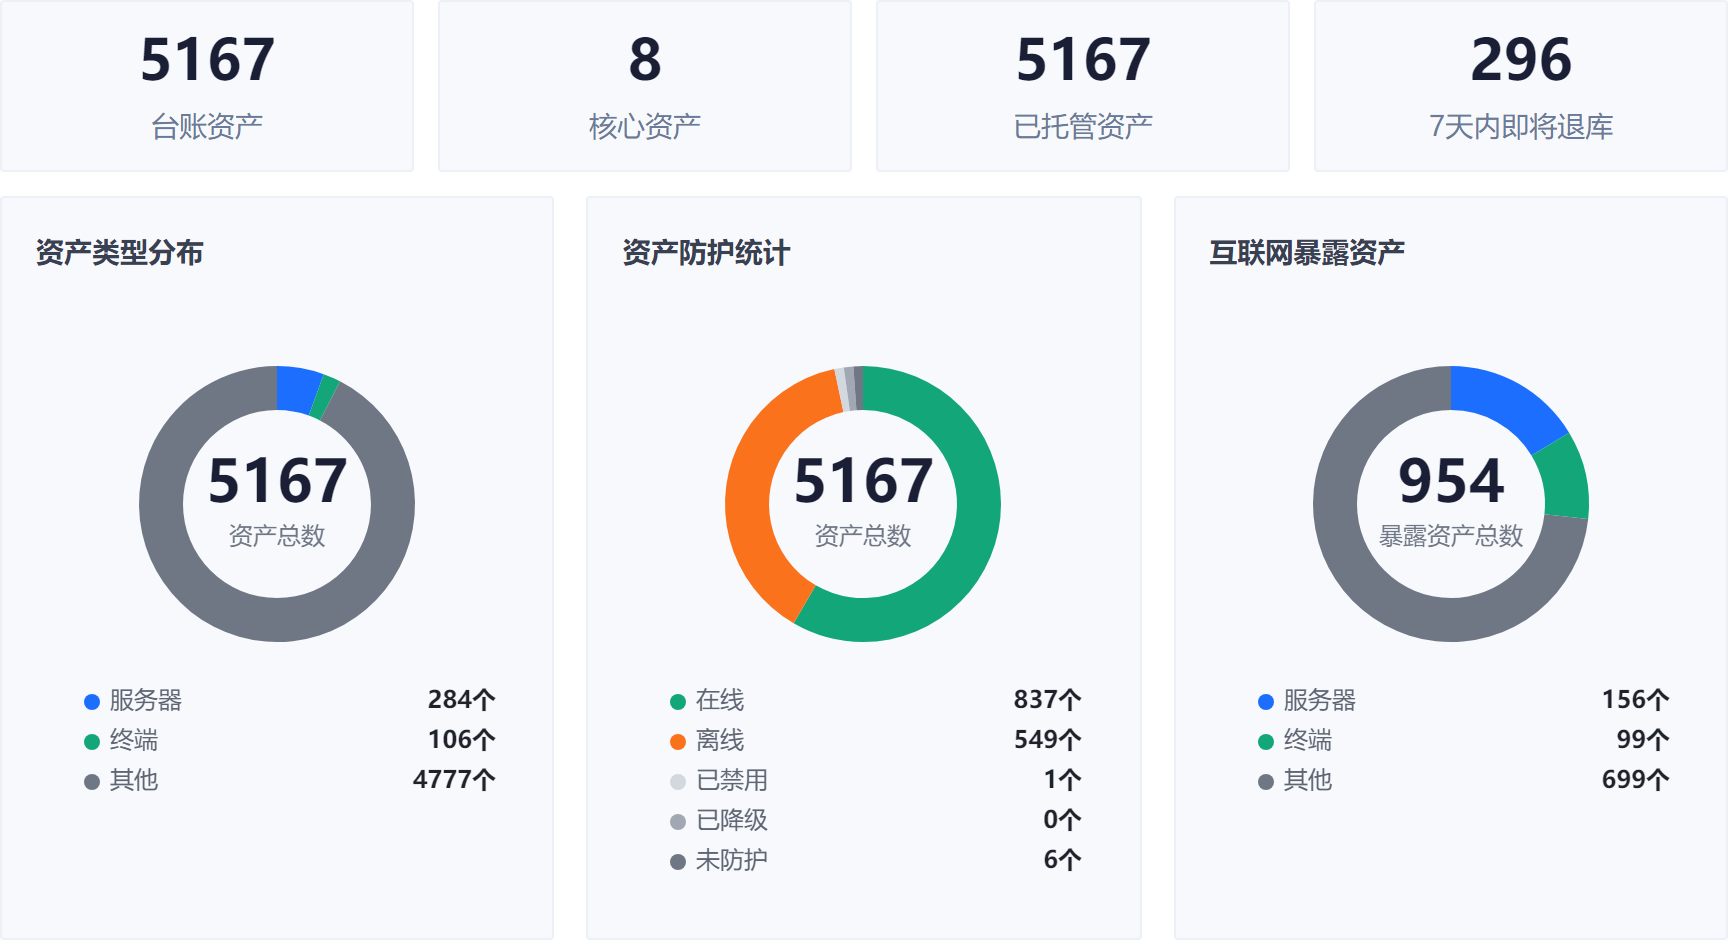 5167
台账资产
8
核心资产
5167
已托管资产
296
7天内即将退库
资产类型分布
5167
资产总数
服务器 284个
终端 106个
其他 4777个
资产防护统计
5167
资产总数
在线 837个
离线 549个
已禁用 1个
已降级 0个
未防护 6个
互联网暴露资产
954
暴露资产总数
服务器 156个
终端 99个
其他 699个